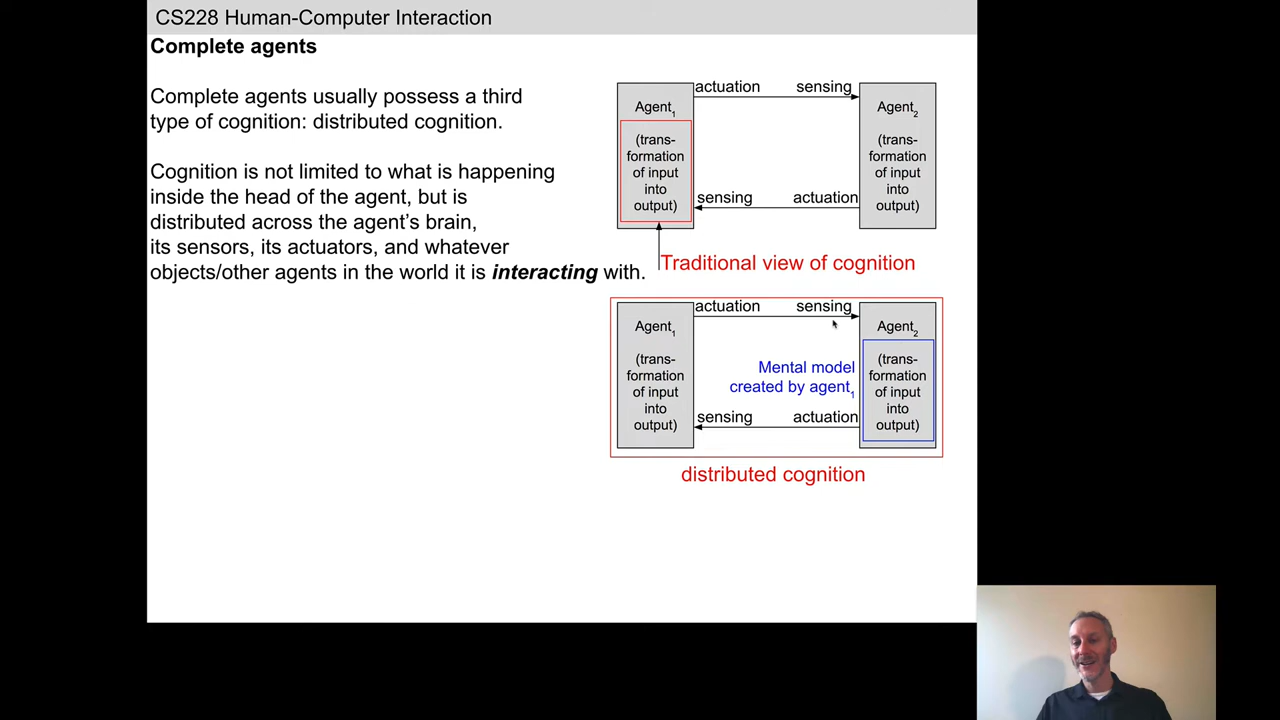 CS228 Human-Computer Interaction
Complete agents
Complete agents usually possess a third
type of cognition: distributed cognition.
Cognition is not limited to what is happening
inside the head of the agent, but is
distributed across the agent's brain,
its sensors, its actuators, and whatever
objects/other agents in the world it is interacting with.
actuation sensing
Agent1
(trans-
formation
of input
into
output)
Agent2
(trans-
formation
of input
into
output)
sensing actuation
Traditional view of cognition
actuation sensing
Agent1
(trans-
formation
of input
into
output)
Mental model
created by agent1
Agent2
(trans-
formation
of input
into
output)
sensing actuation
distributed cognition